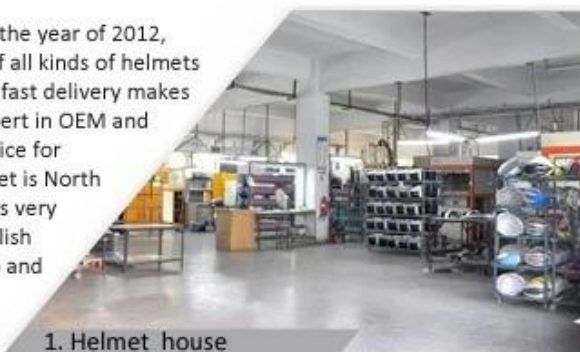 the year of 2012,
f all kinds of helmets
fast delivery makes
ert in OEM and
ice for
et is North
s very
lish
and
1. Helmet house